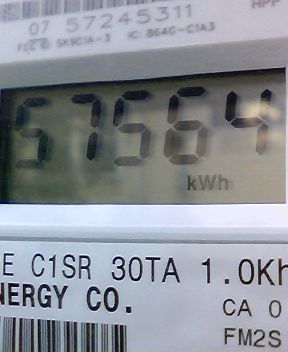 HPP
07 57245311
FCC ID: SK9C1A-3 IC: 864G-C1A3
57564
kWh
E C1SR 30TA 1.0Kh
NERGY CO.
CA 0
FM2S